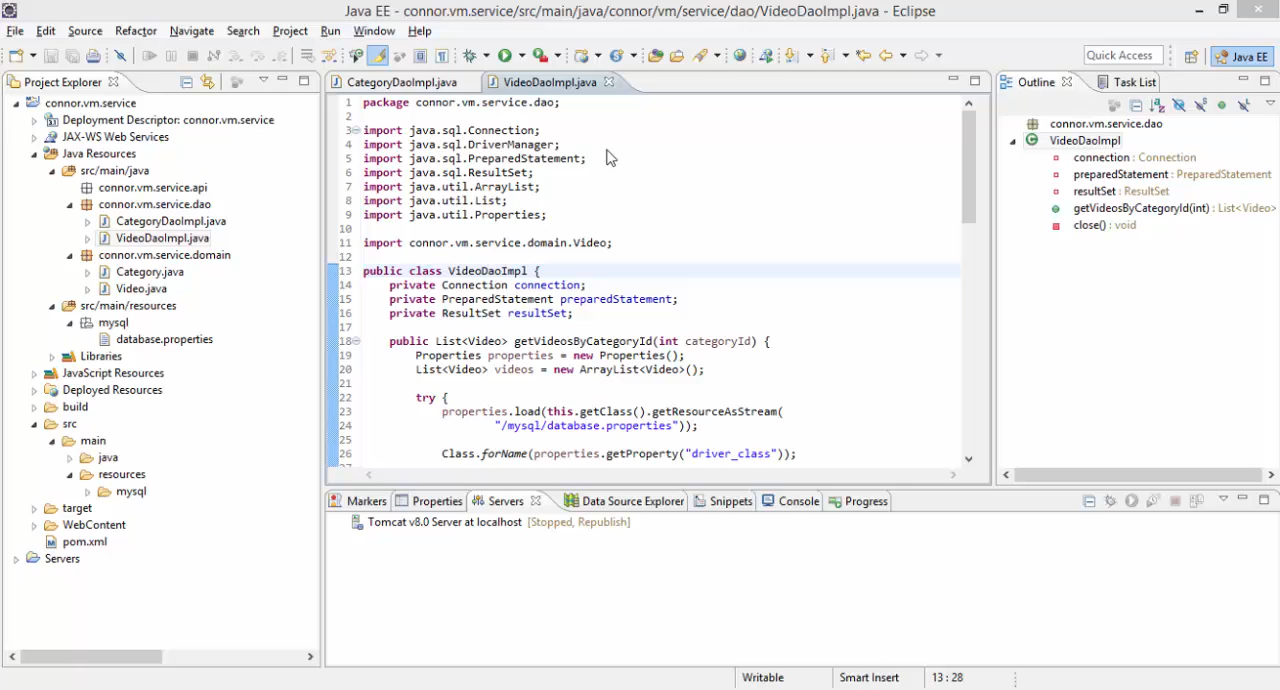 Java EE - connor.vm.service/src/main/java/connor/vm/service/dao/VideoDaoImpl.java - Eclipse
File Edit Source Refactor Navigate Search Project Run Window Help
Quick Access
Java EE
Project Explorer
connor.vm.service
Deployment Descriptor: connor.vm.service
JAX-WS Web Services
Java Resources
src/main/java
connor.vm.service.api
connor.vm.service.dao
CategoryDaoImpl.java
VideoDaoImpl.java
connor.vm.service.domain
Category.java
Video.java
src/main/resources
mysql
database.properties
Libraries
JavaScript Resources
Deployed Resources
build
src
main
java
resources
mysql
target
WebContent
pom.xml
Servers
CategoryDaoImpl.java VideoDaoImpl.java
1 package connor.vm.service.dao;
2
3 import java.sql.Connection;
4 import java.sql.DriverManager;
5 import java.sql.PreparedStatement;
6 import java.sql.ResultSet;
7 import java.util.ArrayList;
8 import java.util.List;
9 import java.util.Properties;
10
11 import connor.vm.service.domain.Video;
12
13 public class VideoDaoImpl {
14 private Connection connection;
15 private PreparedStatement preparedStatement;
16 private ResultSet resultSet;
17
18 public List<Video> getVideosByCategoryId(int categoryId) {
19 Properties properties = new Properties();
20 List<Video> videos = new ArrayList<Video>();
21
22 try {
23 properties.load(this.getClass().getResourceAsStream(
24 "/mysql/database.properties"));
25
26 Class.forName(properties.getProperty("driver_class"));
Outline Task List
connor.vm.service.dao
VideoDaoImpl
connection : Connection
preparedStatement : PreparedStatement
resultSet : ResultSet
getVideosByCategoryId(int) : List<Video>
close() : void
Markers Properties Servers Data Source Explorer Snippets Console Progress
Tomcat v8.0 Server at localhost [Stopped, Republish]
Writable Smart Insert 13 : 28